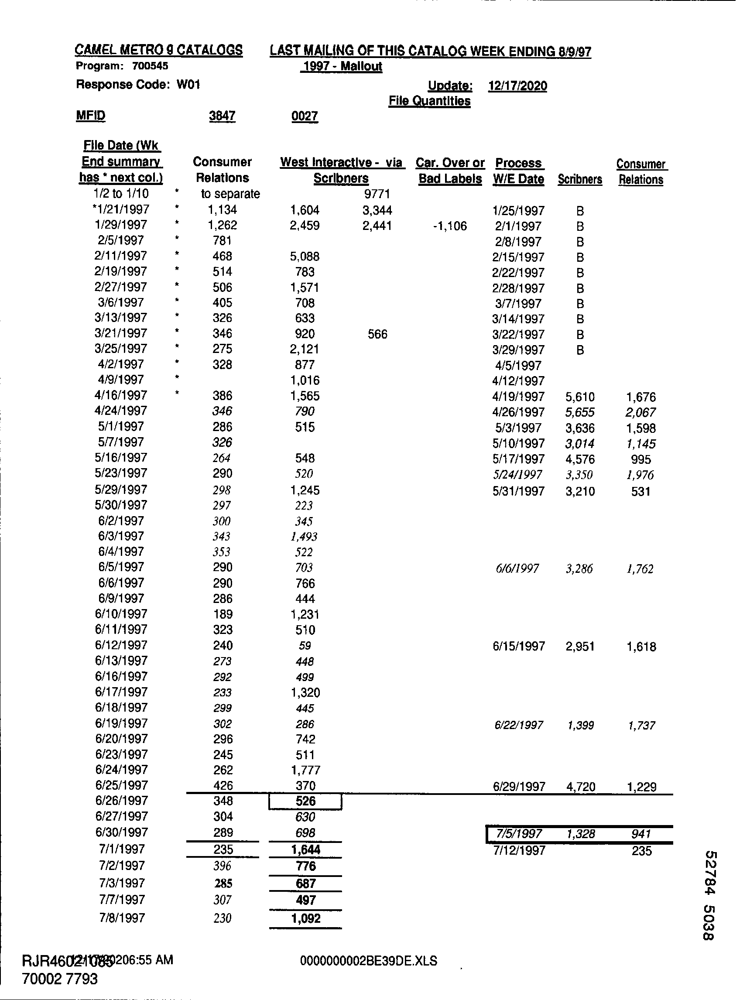 CAMEL METRO 9 CATALOGS LAST MAILING OF THIS CATALOG WEEK ENDING 8/9/97
Program: 700545 1997 - Mallout
Response Code: W01 Update: 12/17/2020
File Quantities
MFID 3847 0027
File Date (Wk
End summary Consumer West Interactive - via Car. Over or Process Consumer
has * next col.) Relations Scribners Bad Labels W/E Date Scribners Relations
1/2 to 1/10 * to separate 9771
*1/21/1997 * 1,134 1,604 3,344 1/25/1997 B
1/29/1997 * 1,262 2,459 2,441 -1,106 2/1/1997 B
2/5/1997 * 781 2/8/1997 B
2/11/1997 * 468 5,088 2/15/1997 B
2/19/1997 * 514 783 2/22/1997 B
2/27/1997 * 506 1,571 2/28/1997 B
3/6/1997 * 405 708 3/7/1997 B
3/13/1997 * 326 633 3/14/1997 B
3/21/1997 * 346 920 566 3/22/1997 B
3/25/1997 * 275 2,121 3/29/1997 B
4/2/1997 * 328 877 4/5/1997
4/9/1997 * 1,016 4/12/1997
4/16/1997 * 386 1,565 4/19/1997 5,610 1,676
4/24/1997 346 790 4/26/1997 5,655 2,067
5/1/1997 286 515 5/3/1997 3,636 1,598
5/7/1997 326 5/10/1997 3,014 1,145
5/16/1997 264 548 5/17/1997 4,576 995
5/23/1997 290 520 5/24/1997 3,350 1,976
5/29/1997 298 1,245 5/31/1997 3,210 531
5/30/1997 297 223
6/2/1997 300 345
6/3/1997 343 1,493
6/4/1997 353 522
6/5/1997 290 703 6/6/1997 3,286 1,762
6/6/1997 290 766
6/9/1997 286 444
6/10/1997 189 1,231
6/11/1997 323 510
6/12/1997 240 59 6/15/1997 2,951 1,618
6/13/1997 273 448
6/16/1997 292 499
6/17/1997 233 1,320
6/18/1997 299 445
6/19/1997 302 286 6/22/1997 1,399 1,737
6/20/1997 296 742
6/23/1997 245 511
6/24/1997 262 1,777
6/25/1997 426 370 6/29/1997 4,720 1,229
6/26/1997 348 526
6/27/1997 304 630
6/30/1997 289 698 7/5/1997 1,328 941
7/1/1997 235 1,644 7/12/1997 235
7/2/1997 396 776
7/3/1997 285 687
7/7/1997 307 497
7/8/1997 230 1,092
52784 5038
06:55 AM 0000000002BE39DE.XLS
70002 7793